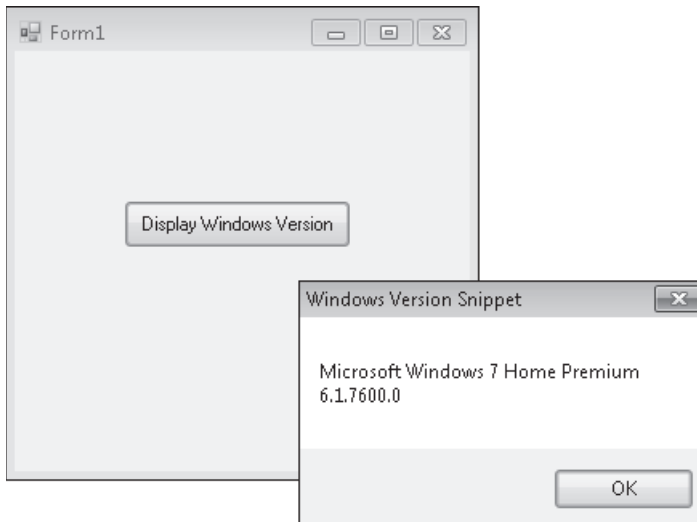 Form1
Display Windows Version
Windows Version Snippet
Microsoft Windows 7 Home Premium
6.1.7600.0
OK